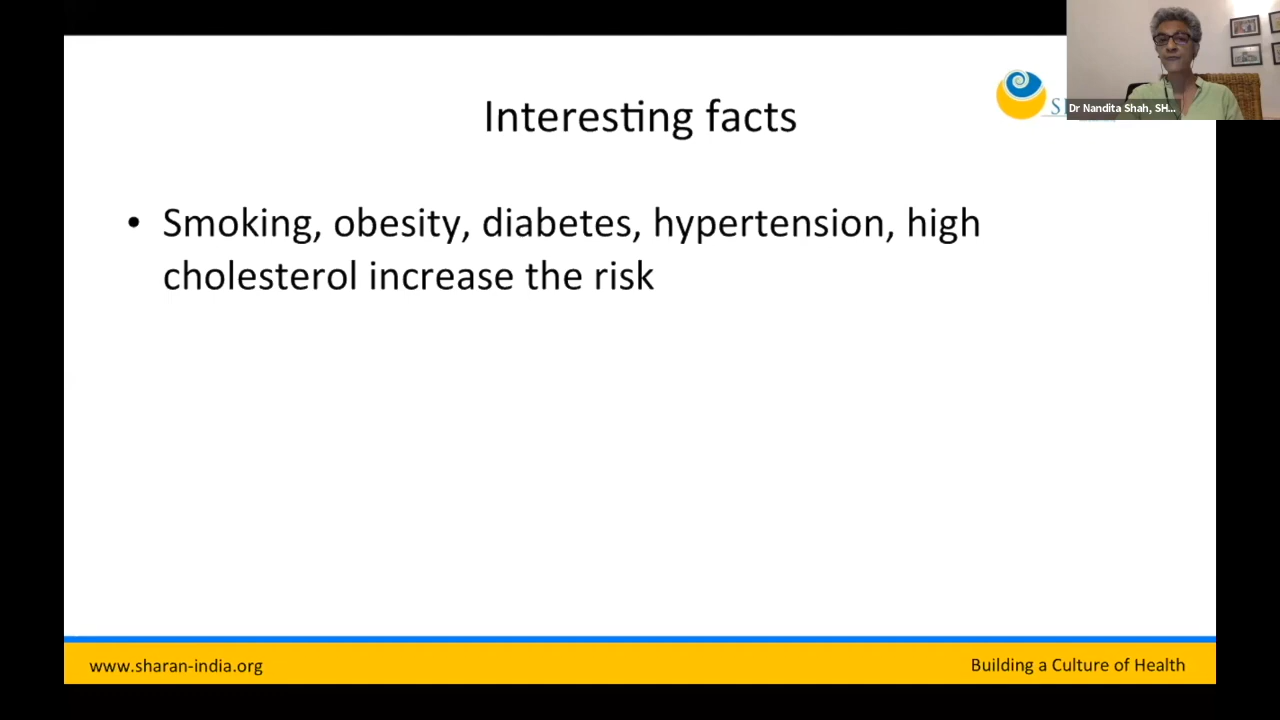 Interesting facts
Dr Nandita Shah, SH...
• Smoking, obesity, diabetes, hypertension, high
cholesterol increase the risk
www.sharan-india.org
Building a Culture of Health